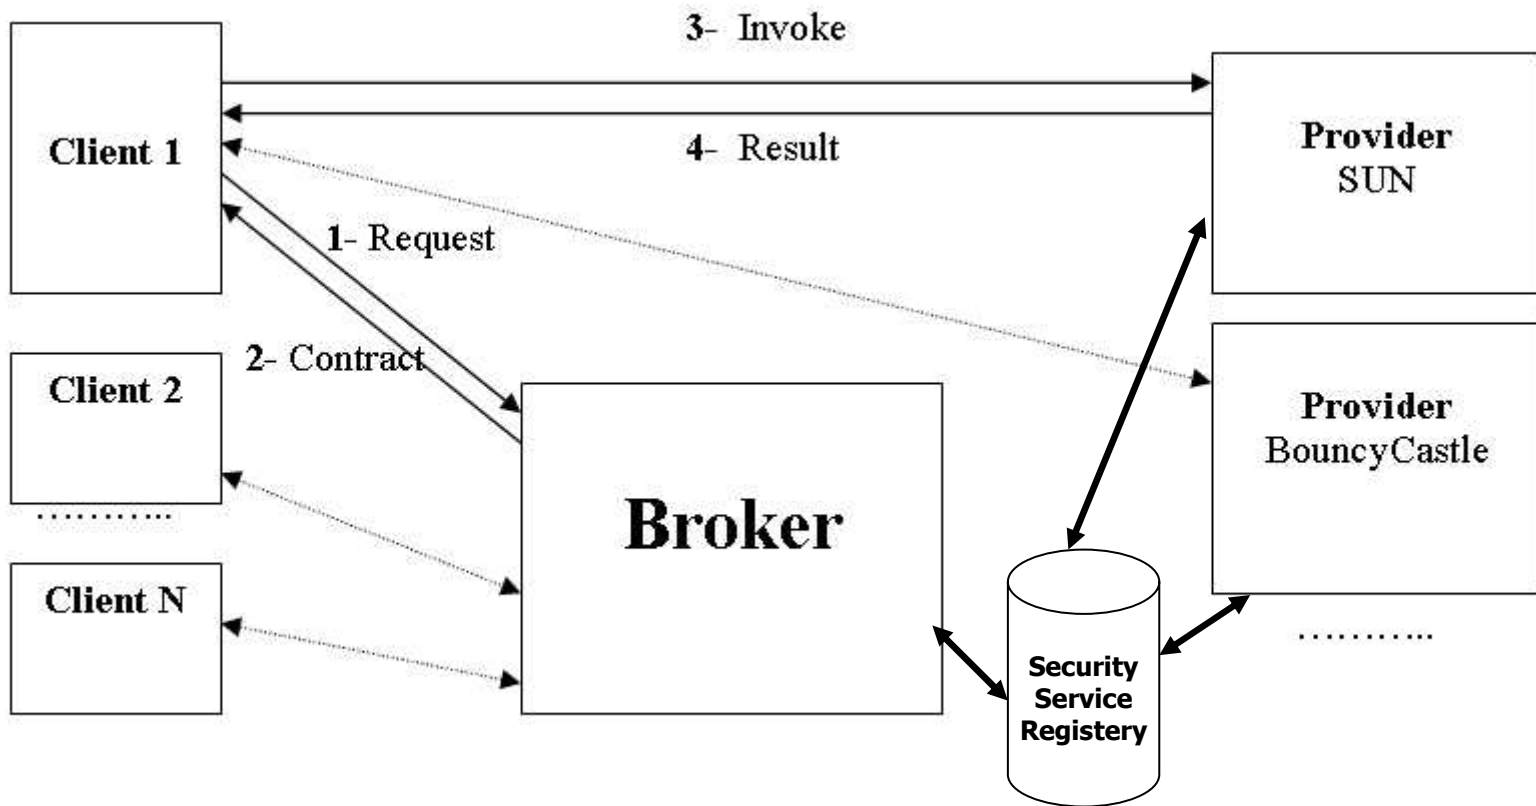 3- Invoke
Client 1
4- Result
Provider
SUN
1- Request
2- Contract
Client 2
............
Provider
BouncyCastle
Broker
Client N
............
Security
Service
Registery